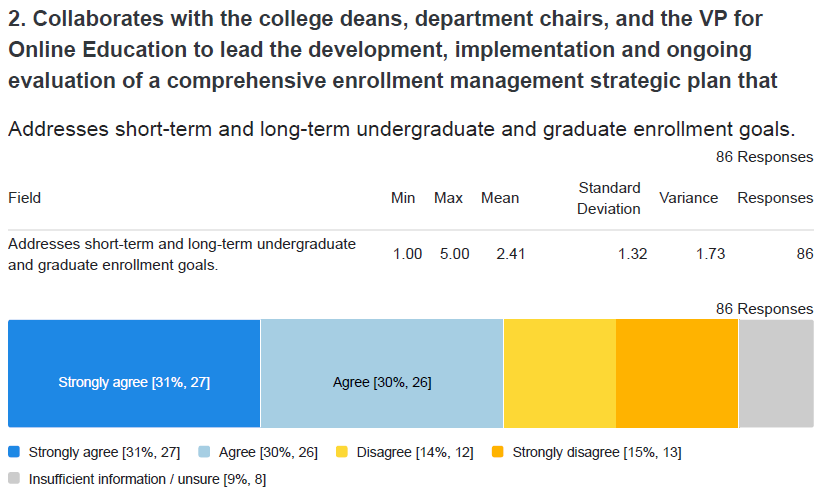 2. Collaborates with the college deans, department chairs, and the VP for
Online Education to lead the development, implementation and ongoing
evaluation of a comprehensive enrollment management strategic plan that
Addresses short-term and long-term undergraduate and graduate enrollment goals.
86 Responses
Field Min Max Mean Standard Deviation Variance Responses
Addresses short-term and long-term undergraduate
and graduate enrollment goals. 1.00 5.00 2.41 1.32 1.73 86
86 Responses
Strongly agree [31%, 27] Agree [30%, 26]
Strongly agree [31%, 27] Agree [30%, 26] Disagree [14%, 12] Strongly disagree [15%, 13]
Insufficient information / unsure [9%, 8]